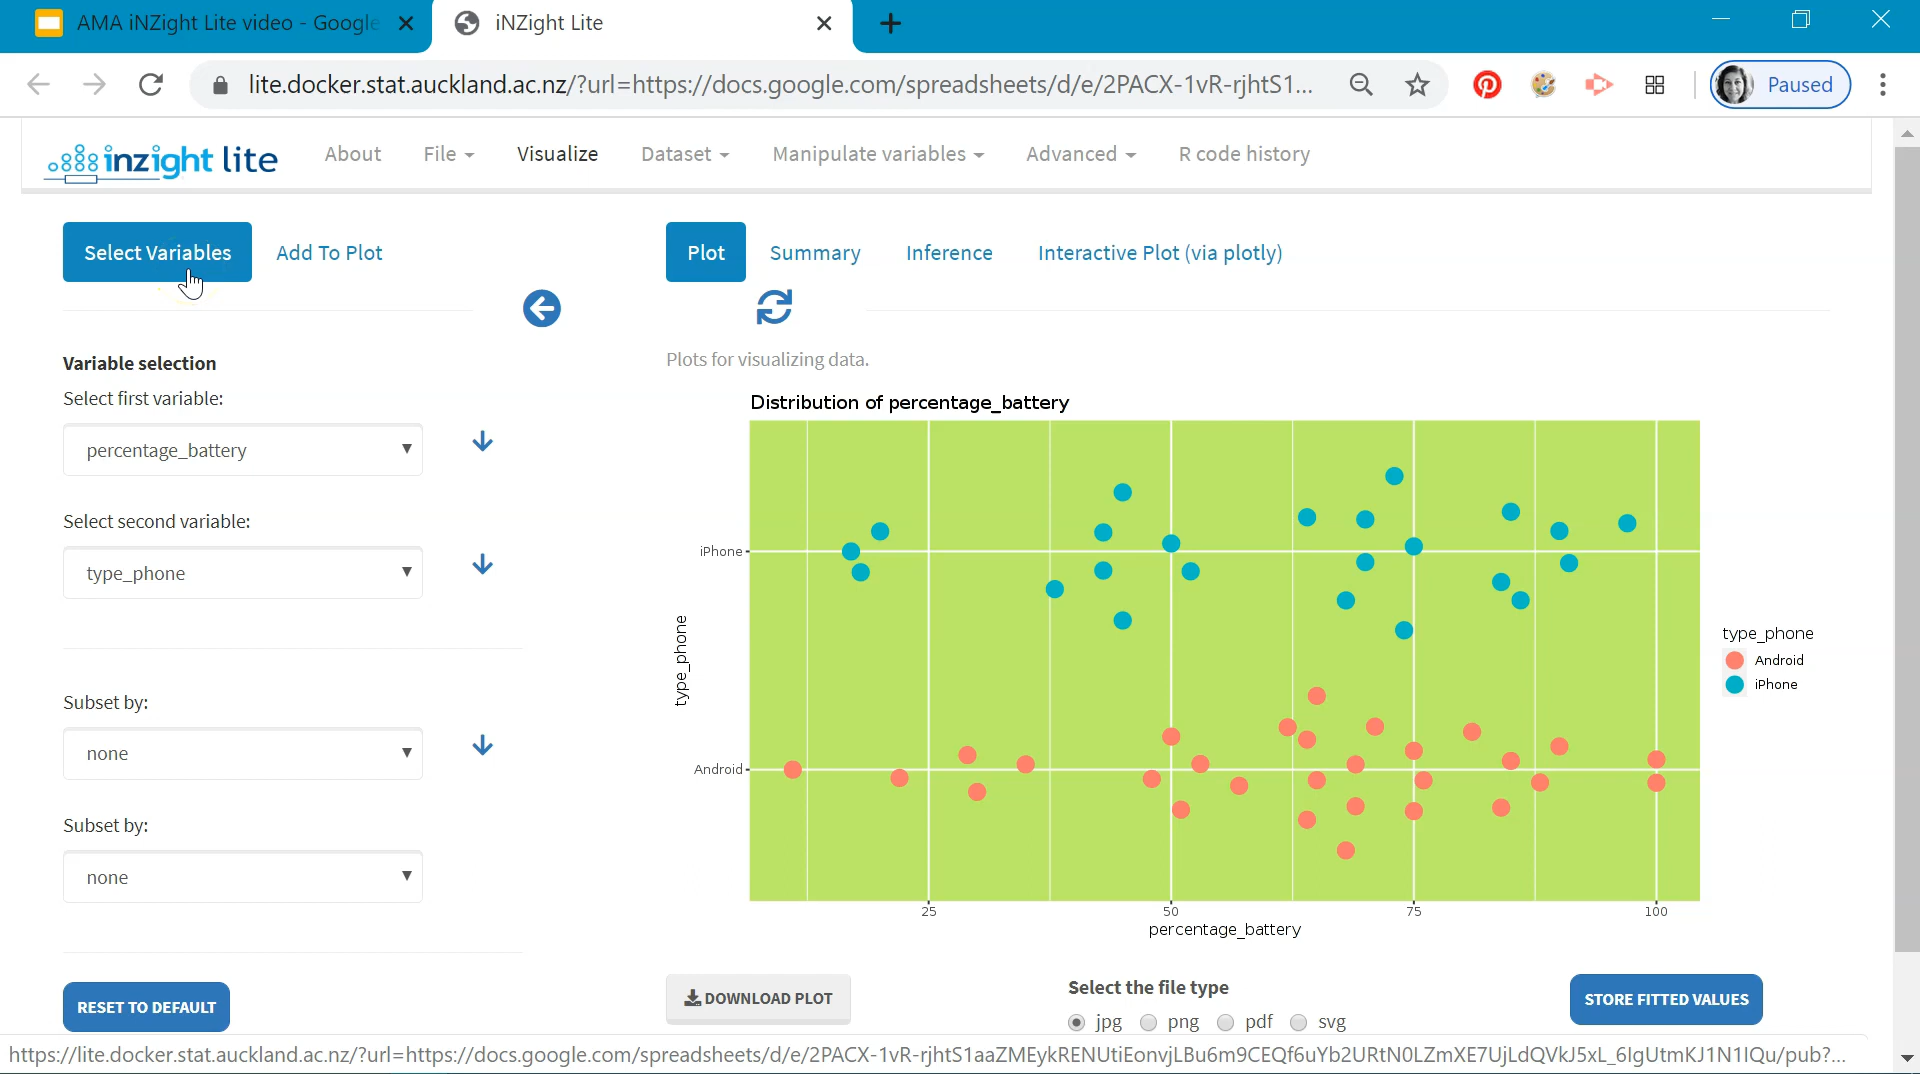 AMA iNZight Lite video - Google
iNZight Lite
lite.docker.stat.auckland.ac.nz/?url=https://docs.google.com/spreadsheets/d/e/2PACX-1vR-rjhtS1...
Paused
inzight lite
About
File
Visualize
Dataset
Manipulate variables
Advanced
R code history
Select Variables
Add To Plot
Plot
Summary
Inference
Interactive Plot (via plotly)
Plots for visualizing data.
Variable selection
Select first variable:
percentage_battery
Select second variable:
type_phone
Subset by:
none
Subset by:
none
RESET TO DEFAULT
Distribution of percentage_battery
iPhone
Android
type_phone
25
50
75
100
percentage_battery
type_phone
Android
iPhone
DOWNLOAD PLOT
Select the file type
jpg
png
pdf
svg
STORE FITTED VALUES
https://lite.docker.stat.auckland.ac.nz/?url=https://docs.google.com/spreadsheets/d/e/2PACX-1vR-rjhtS1aaZMEykRENUtiEonvjLBu6m9CEQf6uYb2URtN0LZmXE7UjLdQVkJ5xL_6IgUtmKJ1N1IQu/pub?...